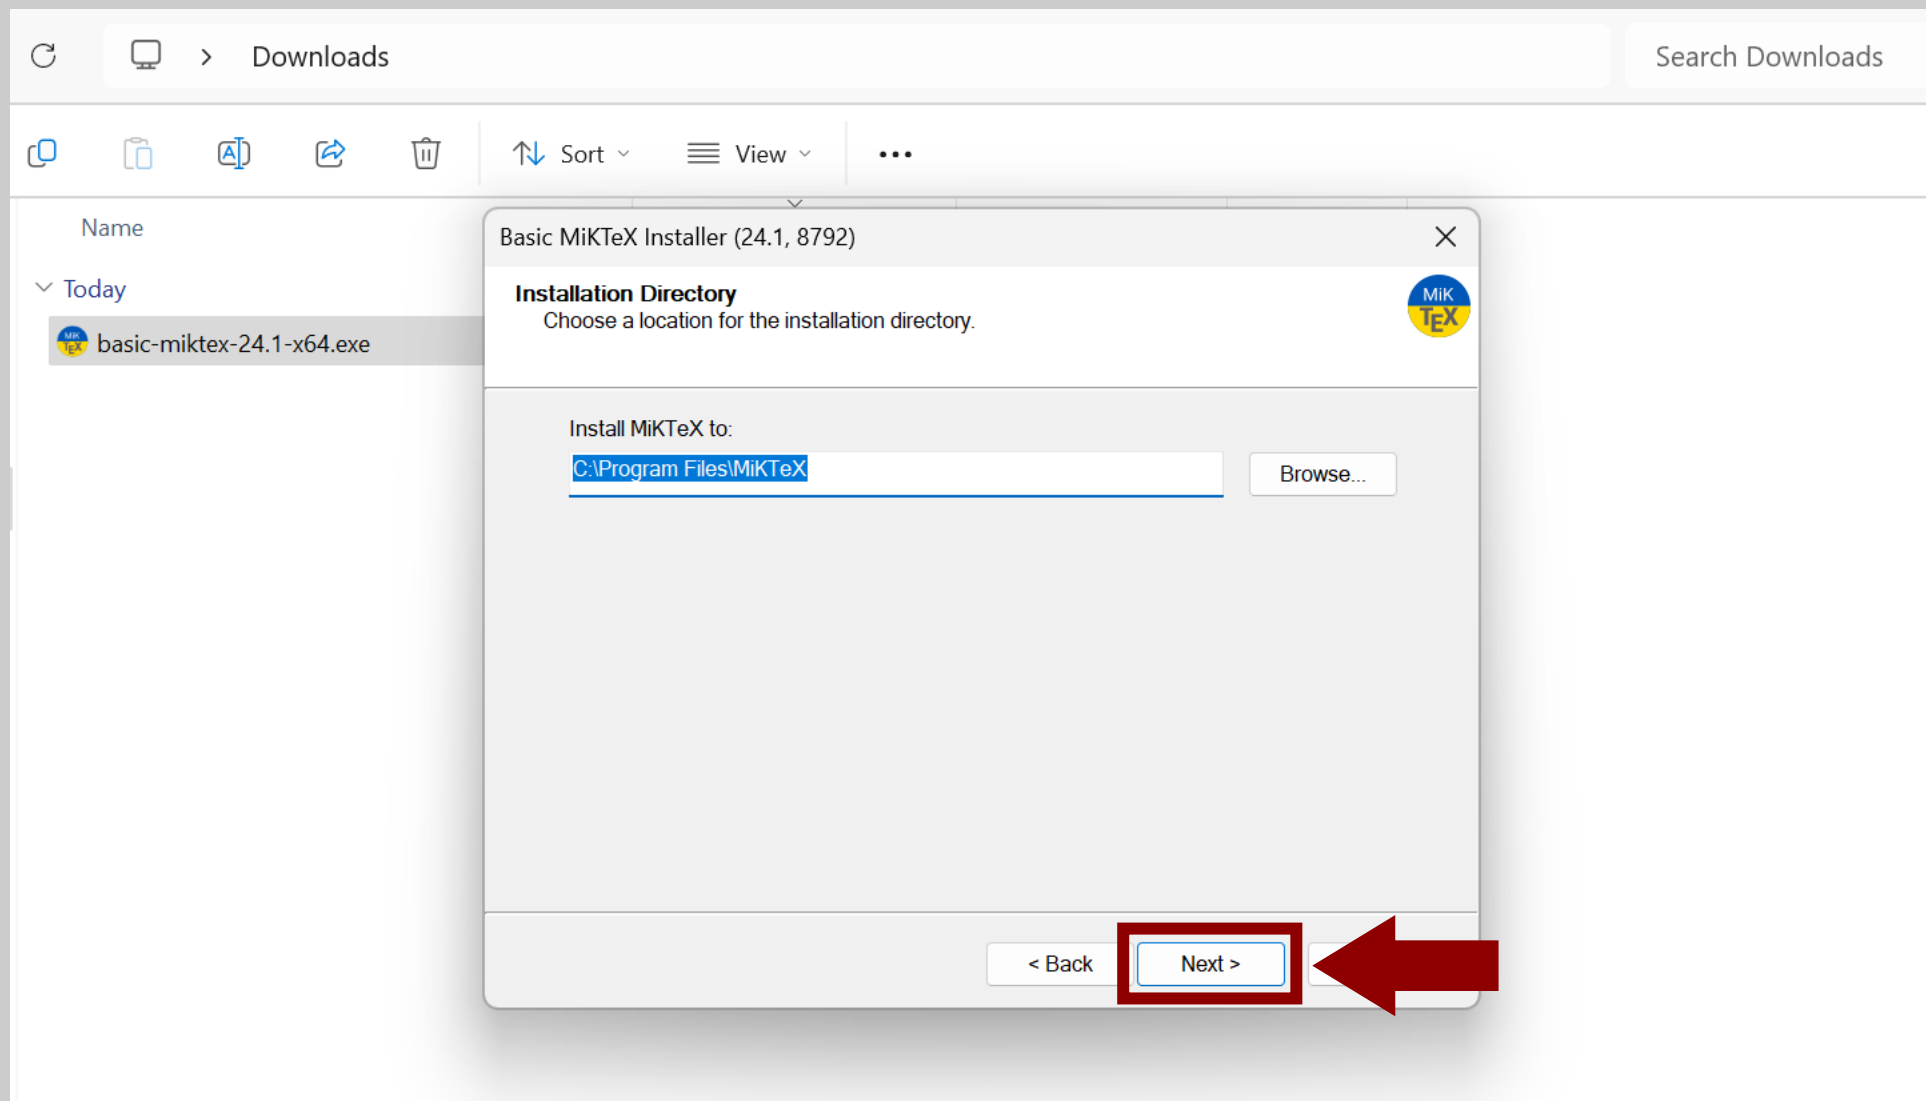 Downloads
Search Downloads
Sort
View
Name
Today
basic-miktex-24.1-x64.exe
Basic MiKTeX Installer (24.1, 8792)
Installation Directory
Choose a location for the installation directory.
MiK
TEX
Install MiKTeX to:
C:\Program Files\MiKTeX
Browse...
< Back
Next >